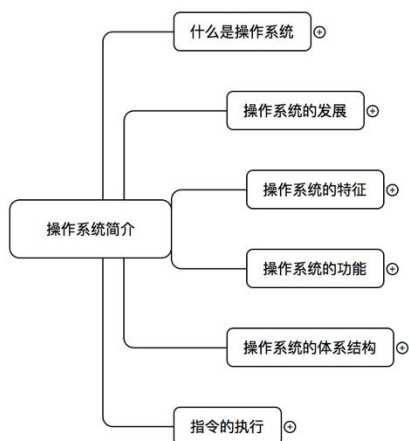 什么是操作系统
操作系统的发展
操作系统的特征
操作系统简介
操作系统的功能
操作系统的体系结构
指令的执行